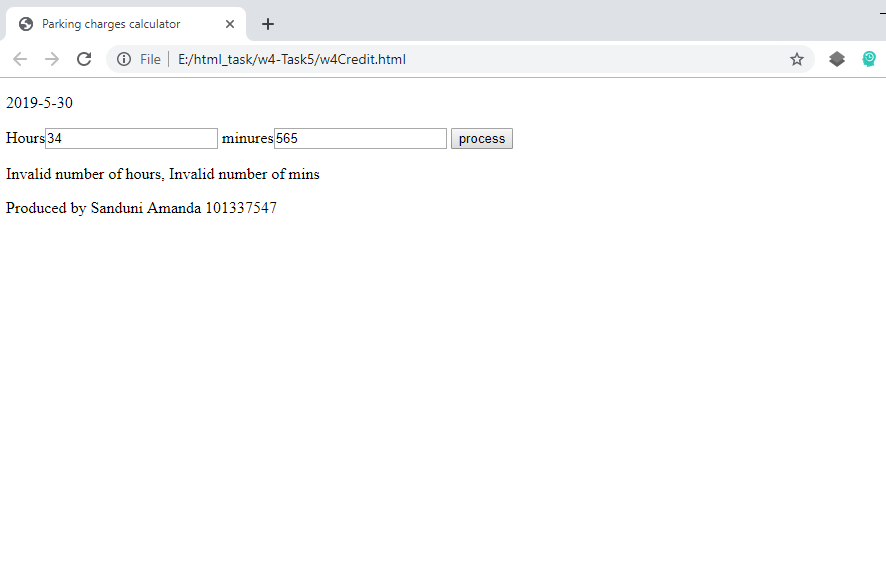 Parking charges calculator
File E:/html_task/w4-Task5/w4Credit.html
2019-5-30
Hours 34 minures 565 process
Invalid number of hours, Invalid number of mins
Produced by Sanduni Amanda 101337547